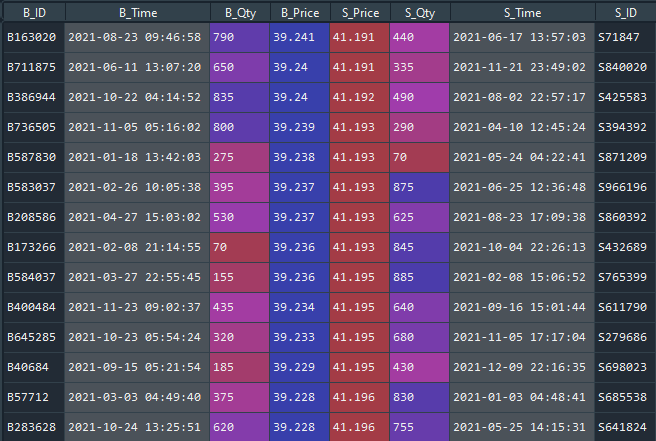 B_ID B_Time B_Qty B_Price S_Price S_Qty S_Time S_ID
B163020 2021-08-23 09:46:58 790 39.241 41.191 440 2021-06-17 13:57:03 S71847
B711875 2021-06-11 13:07:20 650 39.24 41.191 335 2021-11-21 23:49:02 S840020
B386944 2021-10-22 04:14:52 835 39.24 41.192 490 2021-08-02 22:57:17 S425583
B736505 2021-11-05 05:16:02 800 39.239 41.193 290 2021-04-10 12:45:24 S394392
B587830 2021-01-18 13:42:03 275 39.238 41.193 70 2021-05-24 04:22:41 S871209
B583037 2021-02-26 10:05:38 395 39.237 41.193 875 2021-06-25 12:36:48 S966196
B208586 2021-04-27 15:03:02 530 39.237 41.193 625 2021-08-23 17:09:38 S860392
B173266 2021-02-08 21:14:55 70 39.236 41.193 845 2021-10-04 22:26:13 S432689
B584037 2021-03-27 22:55:45 155 39.236 41.195 885 2021-02-08 15:06:52 S765399
B400484 2021-11-23 09:02:37 435 39.234 41.195 640 2021-09-16 15:01:44 S611790
B645285 2021-10-23 05:54:24 320 39.233 41.195 680 2021-11-05 17:17:04 S279686
B40684 2021-09-15 05:21:54 185 39.229 41.195 430 2021-12-09 22:16:35 S698023
B57712 2021-03-03 04:49:40 375 39.228 41.196 830 2021-01-03 04:48:41 S685538
B283628 2021-10-24 13:25:51 620 39.228 41.196 755 2021-05-25 14:15:31 S641824